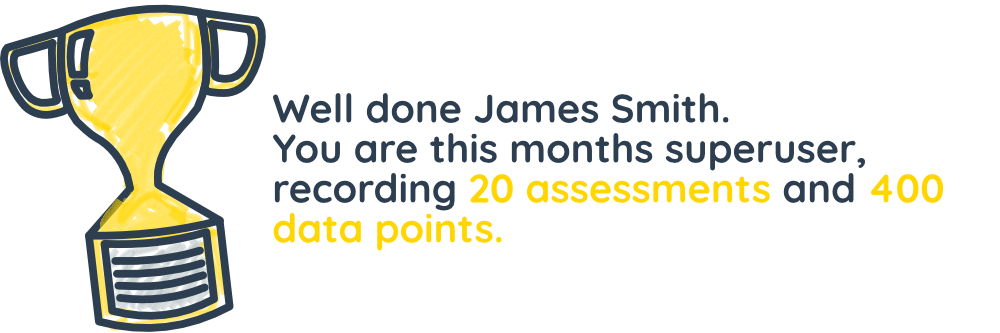 Well done James Smith.
You are this months superuser,
recording 20 assessments and 400
data points.